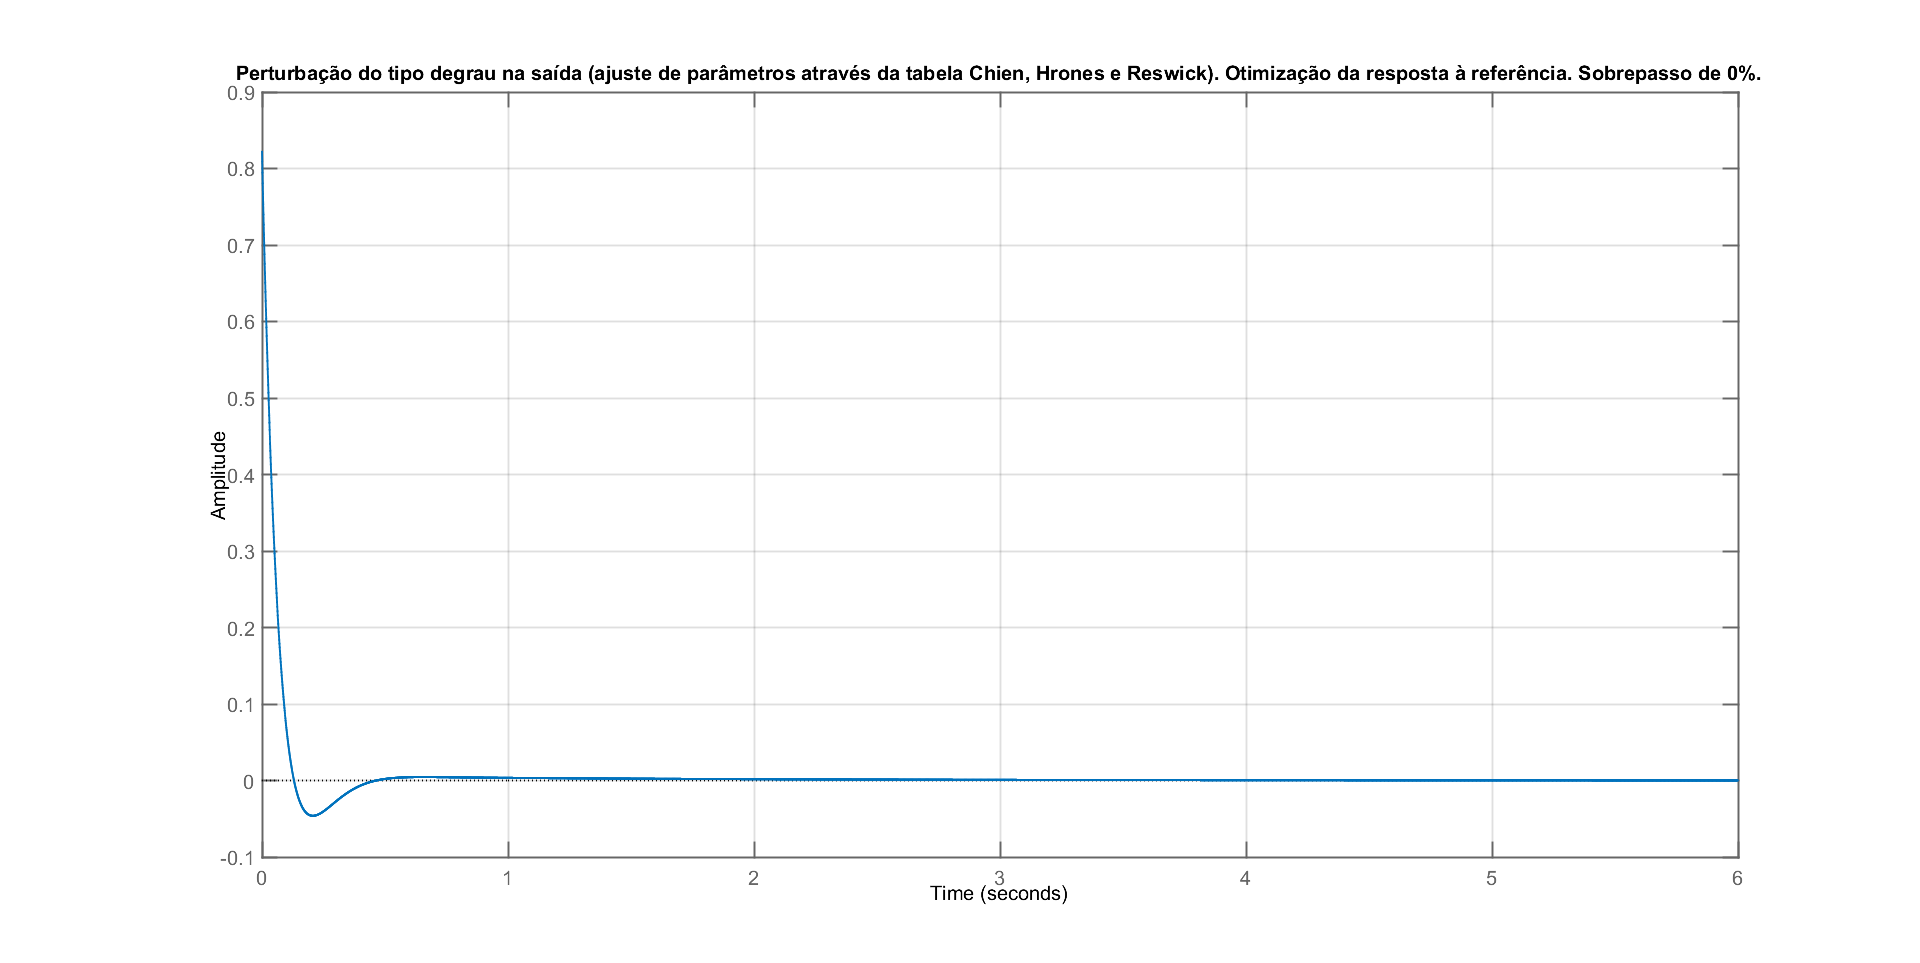 Perturbação do tipo degrau na saída (ajuste de parâmetros através da tabela Chien, Hrones e Reswick). Otimização da resposta à referência. Sobrepasso de 0%.
0.9
0.8
0.7
0.6
0.5
0.4
0.3
0.2
0.1
0
-0.1
Amplitude
0 1 2 3 4 5 6
Time (seconds)